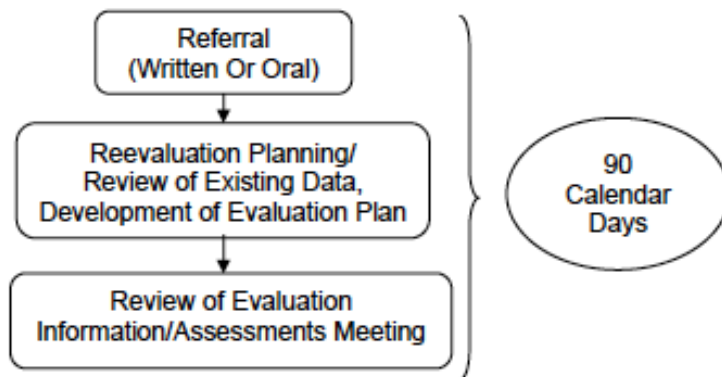 Referral
(Written Or Oral)
Reevaluation Planning/
Review of Existing Data,
Development of Evaluation Plan
Review of Evaluation
Information/Assessments Meeting
90
Calendar
Days